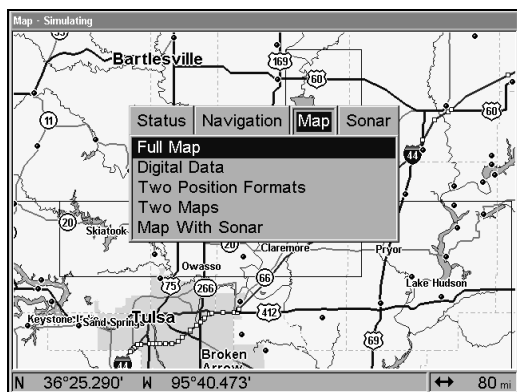 Map - Simulating
Bartlesville
169
60
60
11
Status Navigation Map Sonar
Full Map
Digital Data
Two Position Formats
Two Maps
Map With Sonar
44
20
Skiatook
20
Claremore
Pryor
Owasso
75
266
66
Lake Hudson
412
Keystone
Sand Springs
Tulsa
69
Broken
Arrow
44
N 36°25.290' W 95°40.473' ↔ 80 mi